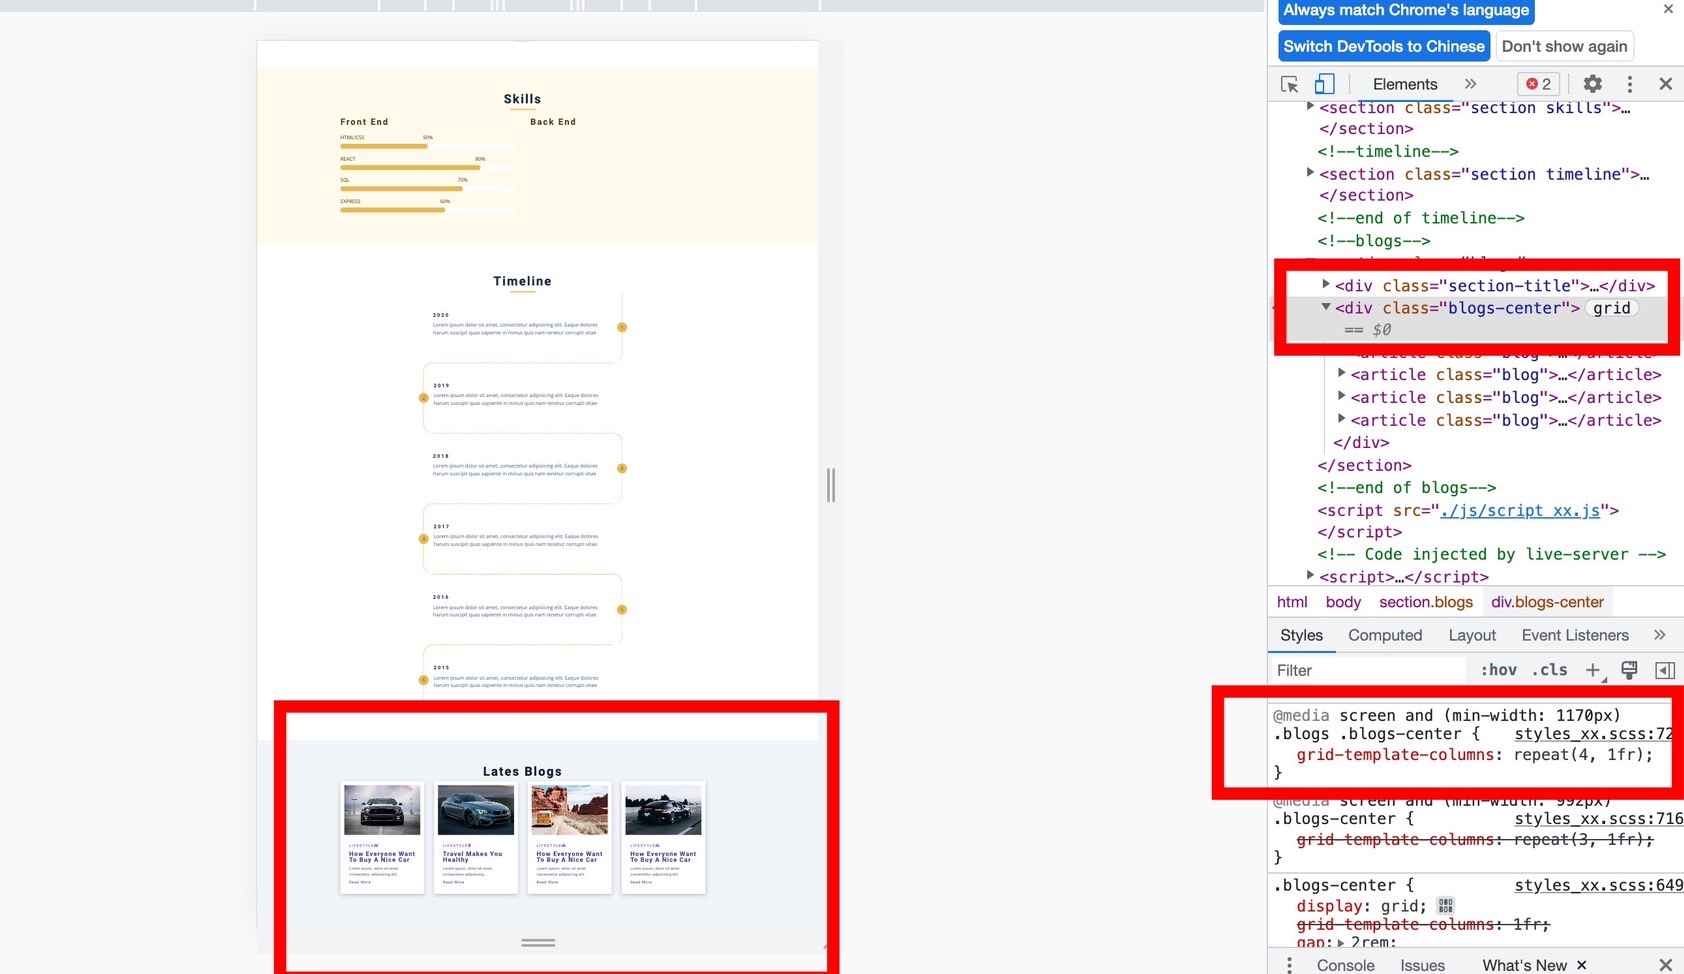 Always match Chrome's language
Switch DevTools to Chinese
Don't show again
Elements
2
<section class="section skills">…
</section>
<!--timeline-->
<section class="section timeline">…
</section>
<!--end of timeline-->
<!--blogs-->
<div class="section-title">…</div>
<div class="blogs-center"> grid
== $0
<article class="blog">…</article>
<article class="blog">…</article>
<article class="blog">…</article>
<article class="blog">…</article>
</div>
</section>
<!--end of blogs-->
<script src="./js/script_xx.js">
</script>
<!-- Code injected by live-server -->
<script>…</script>
html body section.blogs div.blogs-center
Styles Computed Layout Event Listeners
Filter :hov .cls
@media screen and (min-width: 1170px)
.blogs .blogs-center { styles_xx.scss:72
grid-template-columns: repeat(4, 1fr);
}
@media screen and (min-width: 992px)
.blogs-center { styles_xx.scss:716
grid-template-columns: repeat(3, 1fr);
}
.blogs-center { styles_xx.scss:649
display: grid;
grid-template-columns: 1fr;
gap: 2rem;
Console Issues What's New
Skills
Front End Back End
HTML/CSS 50%
REACT 80%
SQL 70%
EXPRESS 60%
Timeline
2020
Lorem ipsum dolor sit amet, consectetur adipisicing elit. Eaque dolores
harum suscipit quas sapiente in minus quis nam tenetur corrupti vitae
1
2019
Lorem ipsum dolor sit amet, consectetur adipisicing elit. Eaque dolores
harum suscipit quas sapiente in minus quis nam tenetur corrupti vitae
2
2018
Lorem ipsum dolor sit amet, consectetur adipisicing elit. Eaque dolores
harum suscipit quas sapiente in minus quis nam tenetur corrupti vitae
3
2017
Lorem ipsum dolor sit amet, consectetur adipisicing elit. Eaque dolores
harum suscipit quas sapiente in minus quis nam tenetur corrupti vitae
4
2016
Lorem ipsum dolor sit amet, consectetur adipisicing elit. Eaque dolores
harum suscipit quas sapiente in minus quis nam tenetur corrupti vitae
5
2015
Lorem ipsum dolor sit amet, consectetur adipisicing elit. Eaque dolores
harum suscipit quas sapiente in minus quis nam tenetur corrupti vitae
6
Lates Blogs
LIFESTYLE
How Everyone Want
To Buy A Nice Car
Lorem ipsum, dolor sit amet
consectetur adipisicing elit.
Read More
LIFESTYLE
Travel Makes You
Healthy
Lorem ipsum, dolor sit amet
consectetur adipisicing .
Read More
LIFESTYLE
How Everyone Want
To Buy A Nice Car
Lorem ipsum, dolor sit amet
consectetur adipisicing elit.
Read More
LIFESTYLE
How Everyone Want
To Buy A Nice Car
Lorem ipsum, dolor sit amet
consectetur adipisicing elit.
Read More